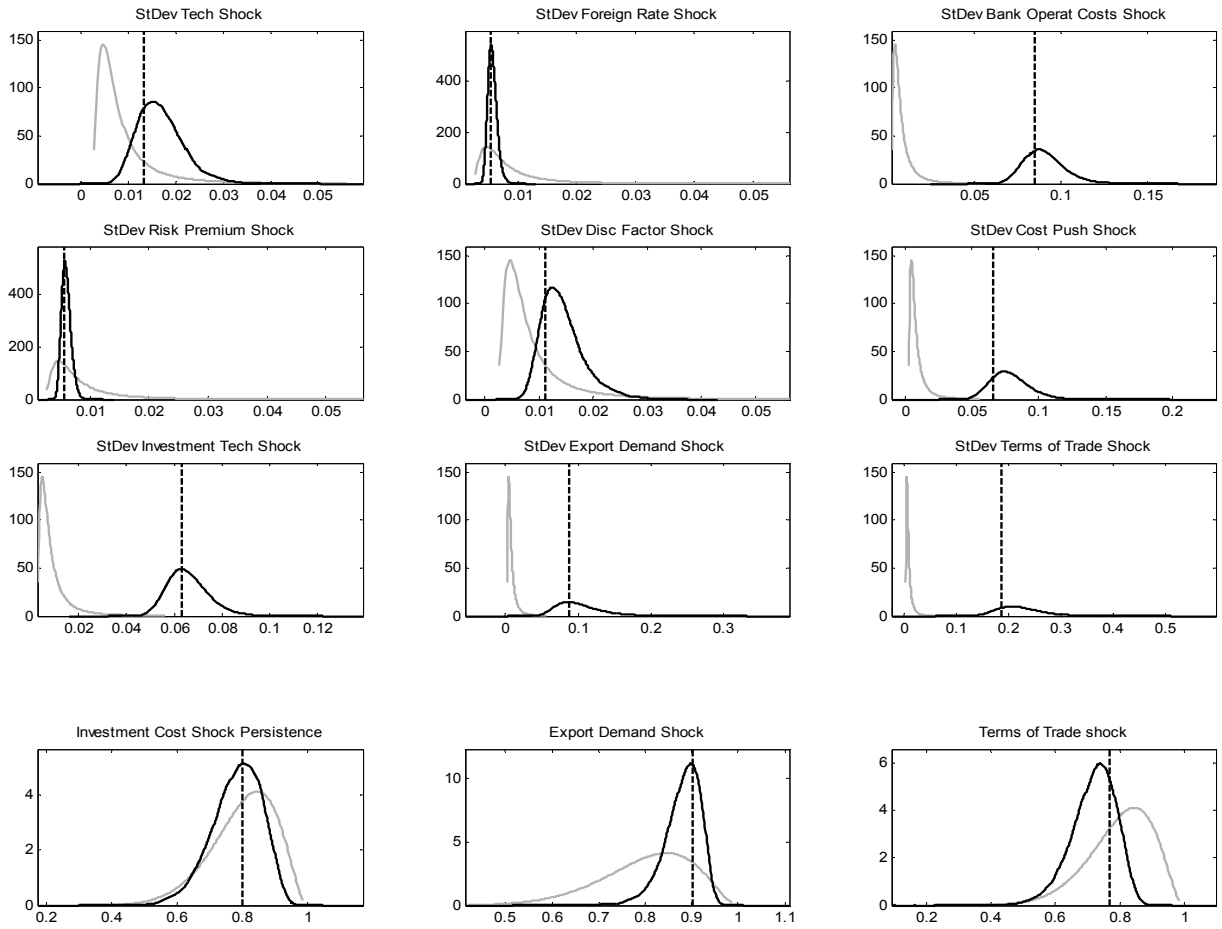 StDev Tech Shock
150
100
50
0
0 0.01 0.02 0.03 0.04 0.05
StDev Foreign Rate Shock
400
200
0
0.01 0.02 0.03 0.04 0.05
StDev Bank Operat Costs Shock
150
100
50
0
0.05 0.1 0.15
StDev Risk Premium Shock
400
200
0
0.01 0.02 0.03 0.04 0.05
StDev Disc Factor Shock
150
100
50
0
0 0.01 0.02 0.03 0.04 0.05
StDev Cost Push Shock
150
100
50
0
0 0.05 0.1 0.15 0.2
StDev Investment Tech Shock
150
100
50
0
0.02 0.04 0.06 0.08 0.1 0.12
StDev Export Demand Shock
150
100
50
0
0 0.1 0.2 0.3
StDev Terms of Trade Shock
150
100
50
0
0 0.1 0.2 0.3 0.4 0.5
Investment Cost Shock Persistence
4
2
0
0.2 0.4 0.6 0.8 1
Export Demand Shock
10
5
0
0.5 0.6 0.7 0.8 0.9 1 1.1
Terms of Trade shock
6
4
2
0
0.2 0.4 0.6 0.8 1